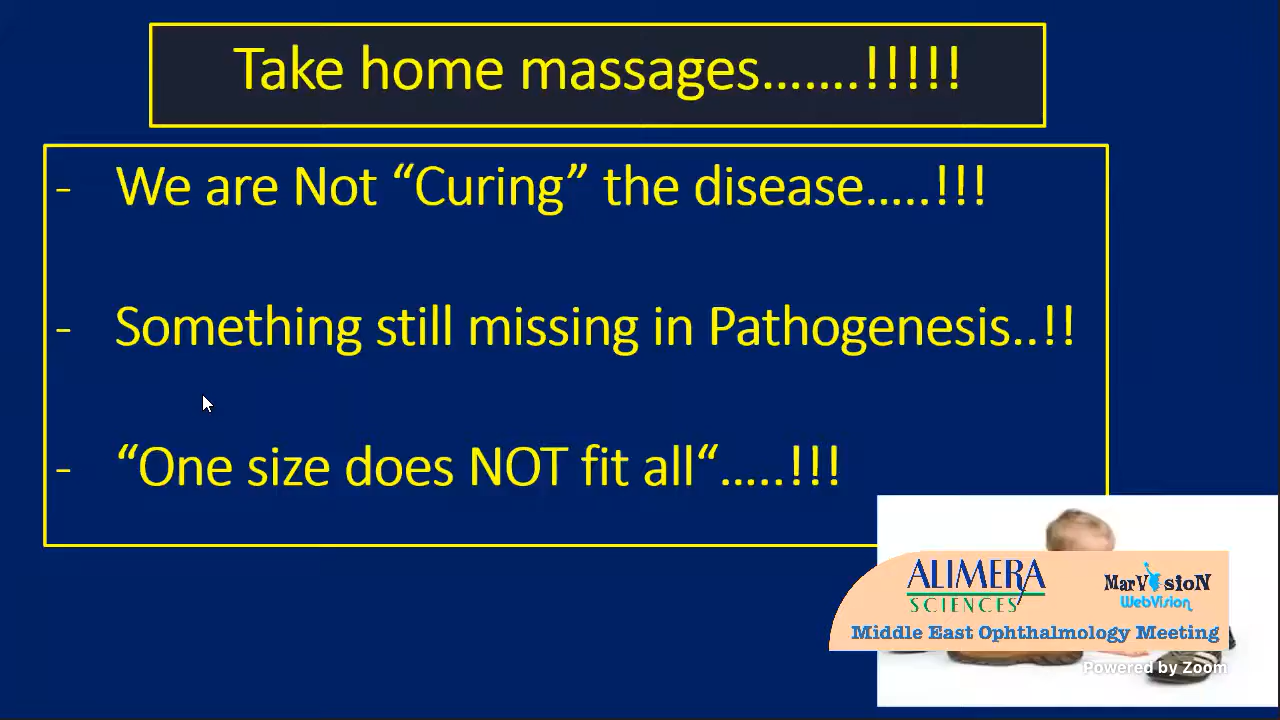 Take home massages.......!!!!!
- We are Not “Curing” the disease.....!!!
- Something still missing in Pathogenesis..!!
- “One size does NOT fit all“.....!!!
ALIMERA
SCIENCES
MarVisioN
WebVision
Middle East Ophthalmology Meeting
Powered by Zoom